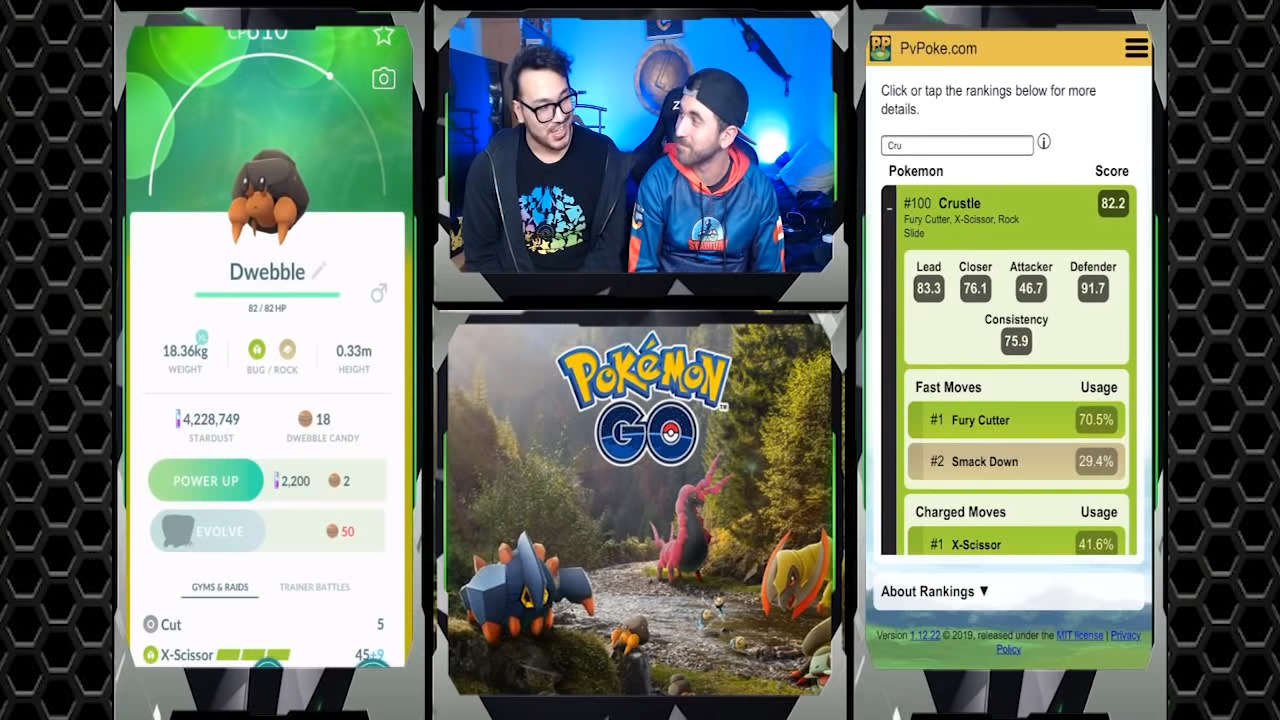 CP610
Dwebble
82 / 82 HP
XL
18.36kg
WEIGHT
BUG / ROCK
0.33m
HEIGHT
4,228,749
STARDUST
18
DWEBBLE CANDY
POWER UP
2,200
2
EVOLVE
50
GYMS & RAIDS
TRAINER BATTLES
Cut
5
X-Scissor
45+9
STADIUM
POKÉMON
GO
PvPoke.com
Click or tap the rankings below for more
details.
Cru
Pokemon
Score
#100 Crustle
82.2
Fury Cutter, X-Scissor, Rock
Slide
Lead
Closer
Attacker
Defender
83.3
76.1
46.7
91.7
Consistency
75.9
Fast Moves
Usage
#1 Fury Cutter
70.5%
#2 Smack Down
29.4%
Charged Moves
Usage
#1 X-Scissor
41.6%
About Rankings ▼
Version 1.12.22 © 2019, released under the MIT license | Privacy
Policy